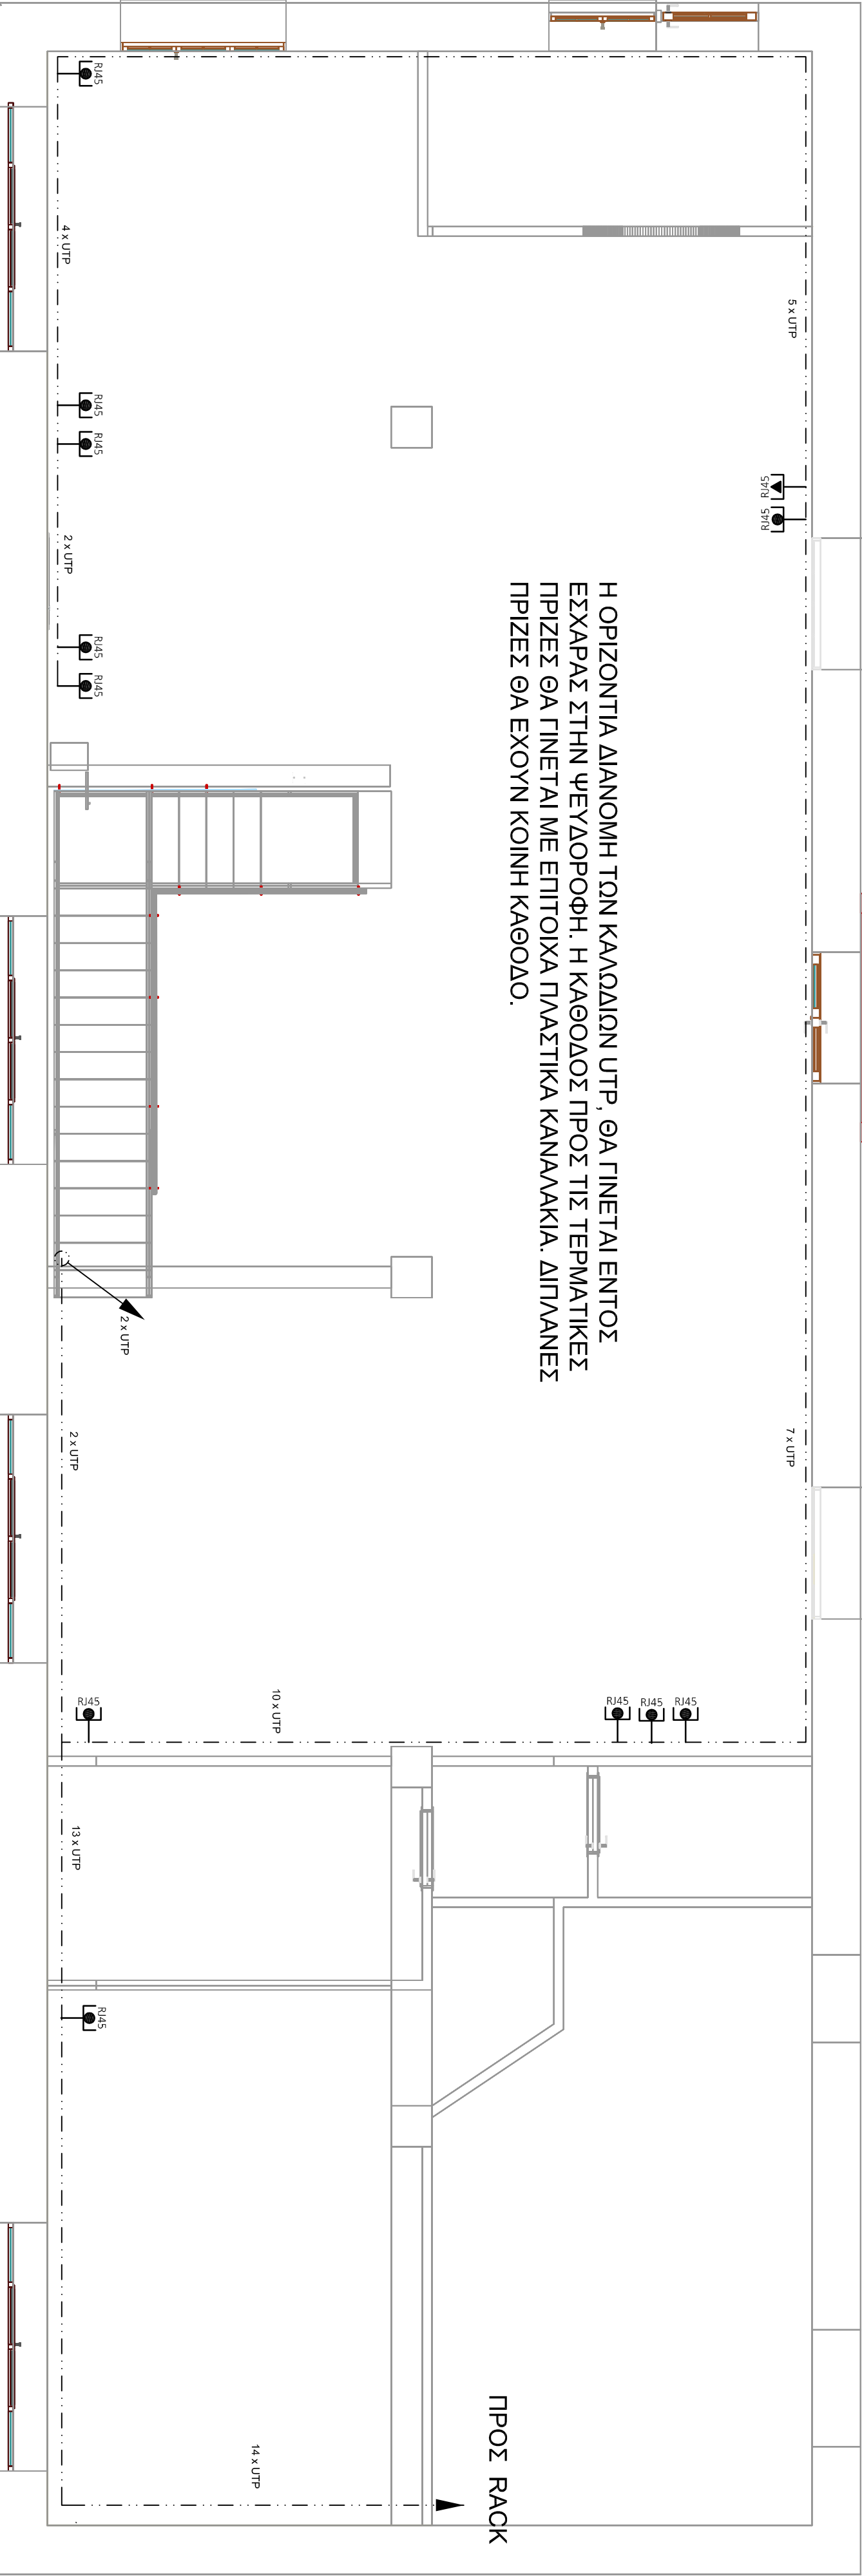 RJ45
4 x UTP
5 x UTP
RJ45
RJ45
RJ45
RJ45
2 x UTP
RJ45
RJ45
Η ΟΡΙΖΟΝΤΙΑ ΔΙΑΝΟΜΗ ΤΩΝ ΚΑΛΩΔΙΩΝ UTP, ΘΑ ΓΙΝΕΤΑΙ ΕΝΤΟΣ
ΕΣΧΑΡΑΣ ΣΤΗΝ ΨΕΥΔΟΡΟΦΗ. Η ΚΑΘΟΔΟΣ ΠΡΟΣ ΤΙΣ ΤΕΡΜΑΤΙΚΕΣ
ΠΡΙΖΕΣ ΘΑ ΓΙΝΕΤΑΙ ΜΕ ΕΠΙΤΟΙΧΑ ΠΛΑΣΤΙΚΑ ΚΑΝΑΛΑΚΙΑ. ΔΙΠΛΑΝΕΣ
ΠΡΙΖΕΣ ΘΑ ΕΧΟΥΝ ΚΟΙΝΗ ΚΑΘΟΔΟ.
2 x UTP
2 x UTP
7 x UTP
RJ45
10 x UTP
RJ45
RJ45
RJ45
13 x UTP
RJ45
14 x UTP
ΠΡΟΣ RACK